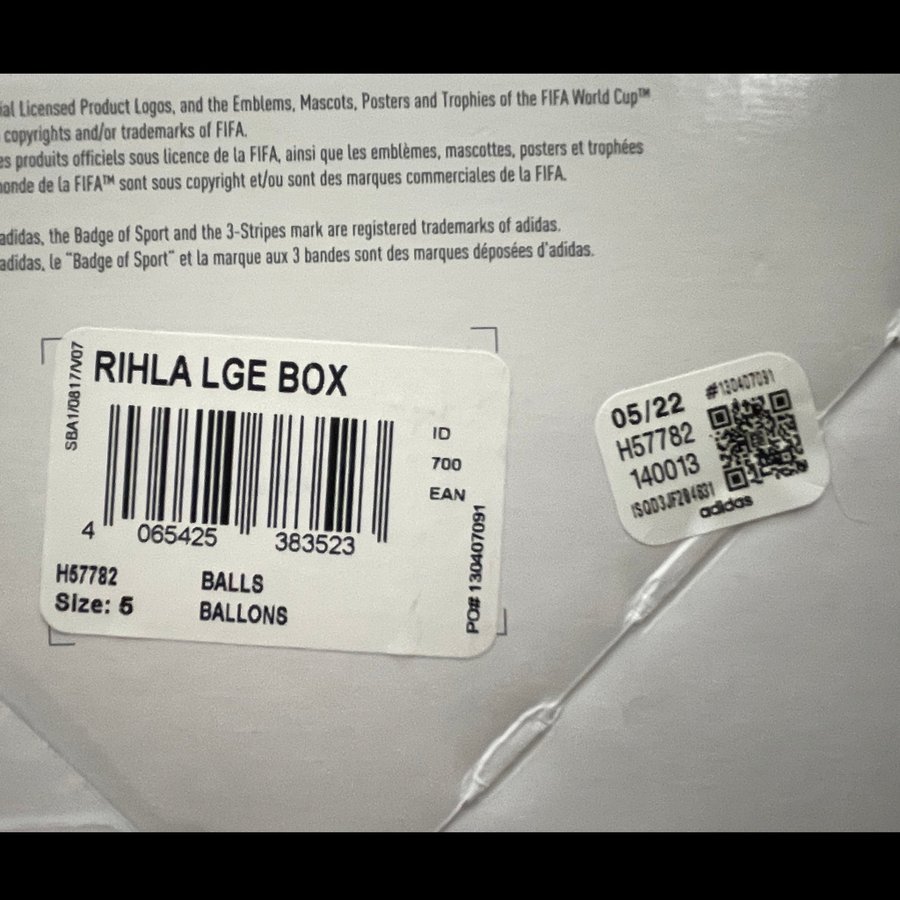 ial Licensed Product Logos, and the Emblems, Mascots, Posters and Trophies of the FIFA World Cup™
copyrights and/or trademarks of FIFA.
es produits officiels sous licence de la FIFA, ainsi que les emblèmes, mascottes, posters et trophées
monde de la FIFA™ sont sous copyright et/ou sont des marques commerciales de la FIFA.
adidas, the Badge of Sport and the 3-Stripes mark are registered trademarks of adidas.
adidas, le "Badge of Sport" et la marque aux 3 bandes sont des marques déposées d'adidas.
SBA1/0817/V07
RIHLA LGE BOX
ID
700
EAN
4 065425 383523
H57782 BALLS
Size: 5 BALLONS
PO# 130407091
#130407091
05/22
H57782
140013
adidas